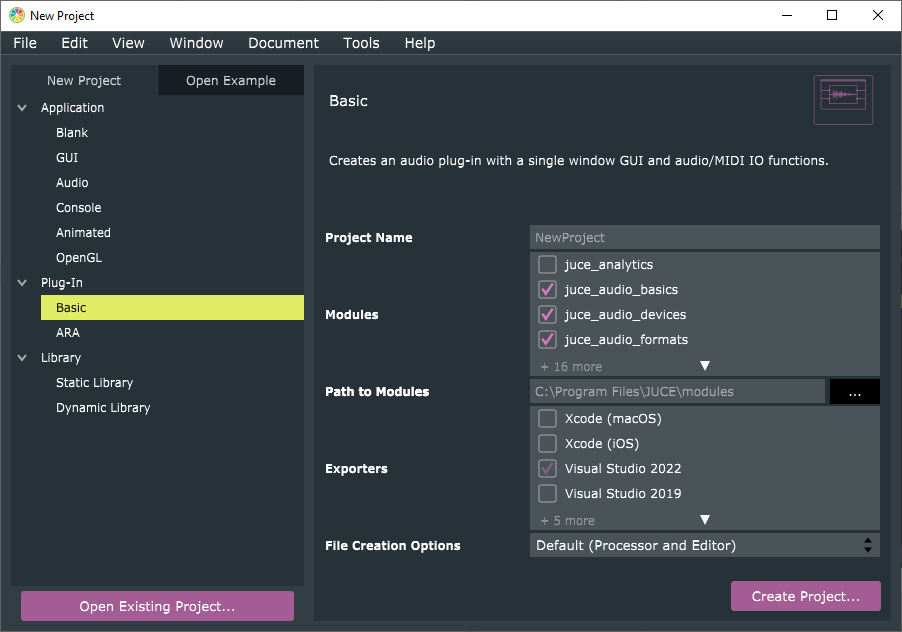 New Project
File Edit View Window Document Tools Help
New Project Open Example
Application
Blank
GUI
Audio
Console
Animated
OpenGL
Plug-In
Basic
ARA
Library
Static Library
Dynamic Library
Open Existing Project...
Basic
Creates an audio plug-in with a single window GUI and audio/MIDI IO functions.
Project Name
NewProject
Modules
juce_analytics
juce_audio_basics
juce_audio_devices
juce_audio_formats
+ 16 more
Path to Modules
C:\Program Files\JUCE\modules
...
Exporters
Xcode (macOS)
Xcode (iOS)
Visual Studio 2022
Visual Studio 2019
+ 5 more
File Creation Options
Default (Processor and Editor)
Create Project...